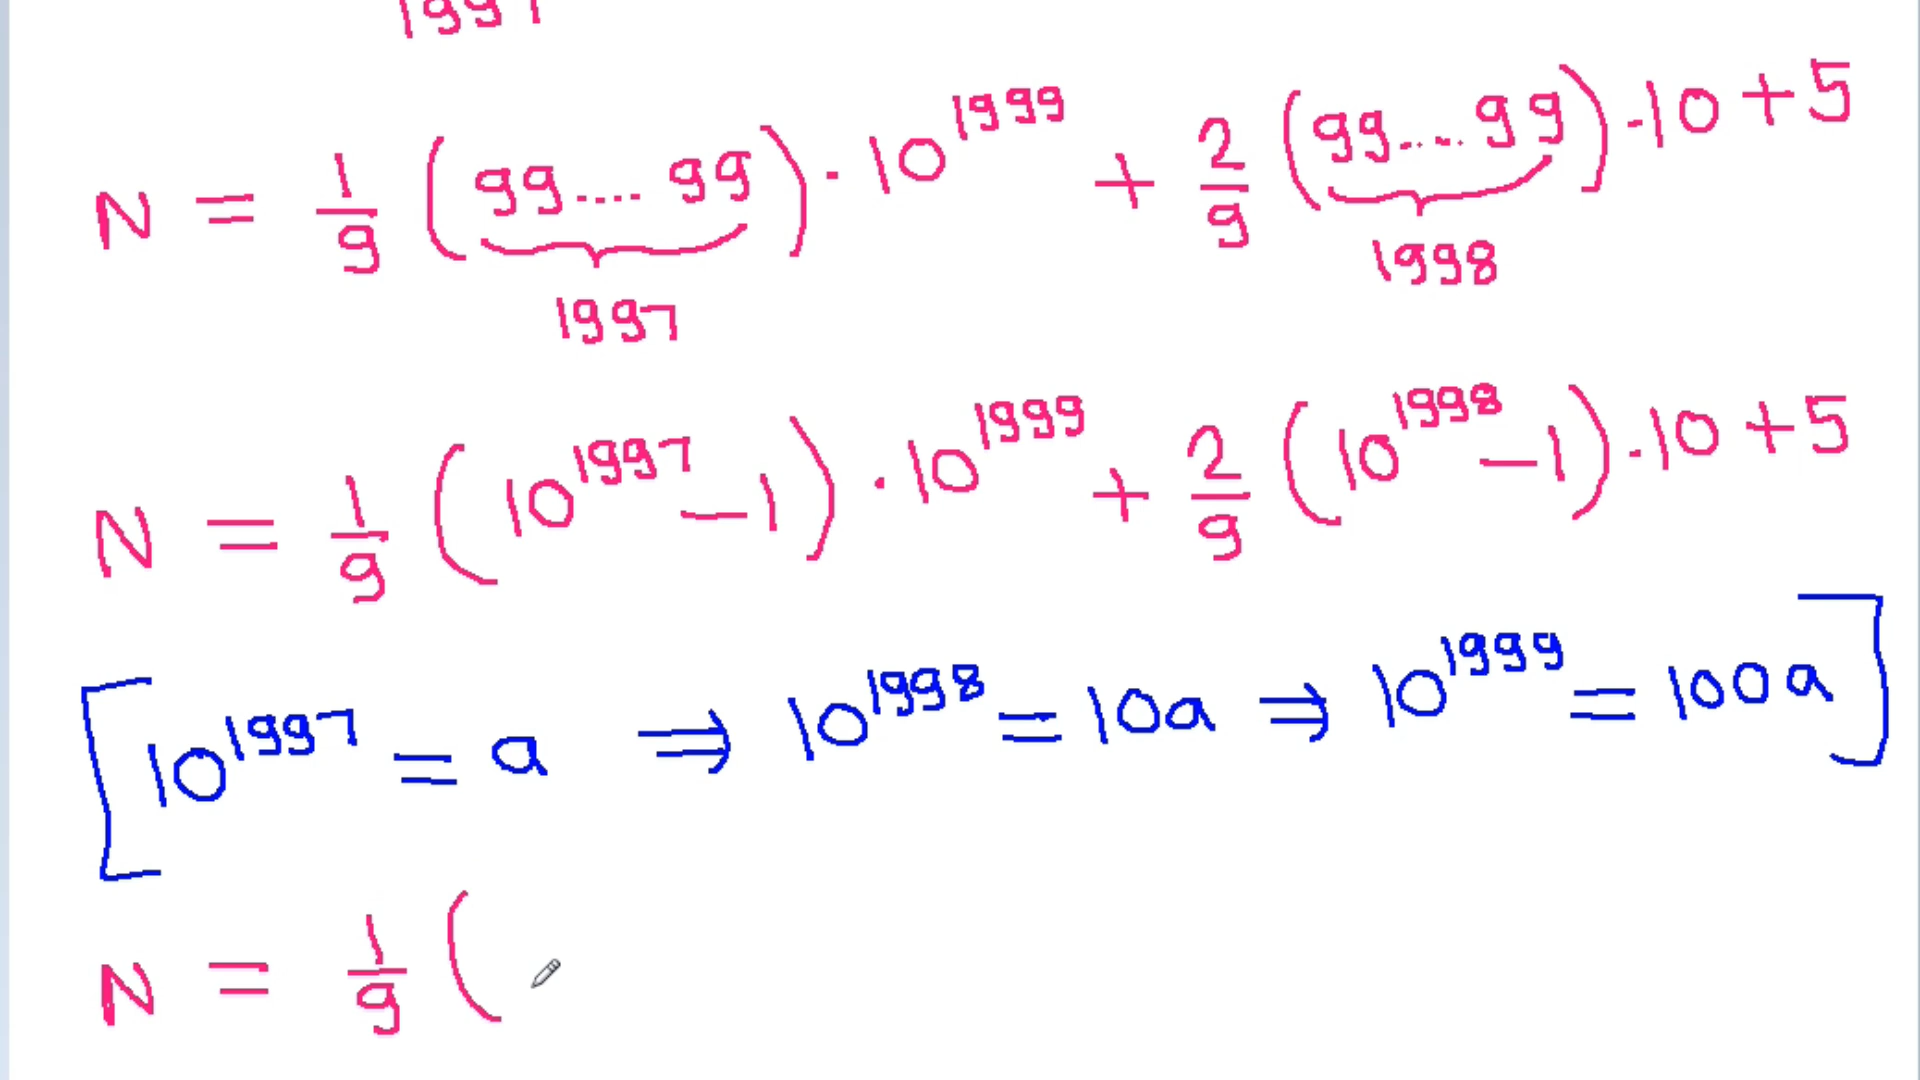 1997
N = 1/9 (99....99) · 10^1999 + 2/9 (99....99) · 10 + 5
1997 1998
N = 1/9 (10^1997 - 1) · 10^1999 + 2/9 (10^1998 - 1) · 10 + 5
[10^1997 = a ⇒ 10^1998 = 10a ⇒ 10^1999 = 100a]
N = 1/9 (